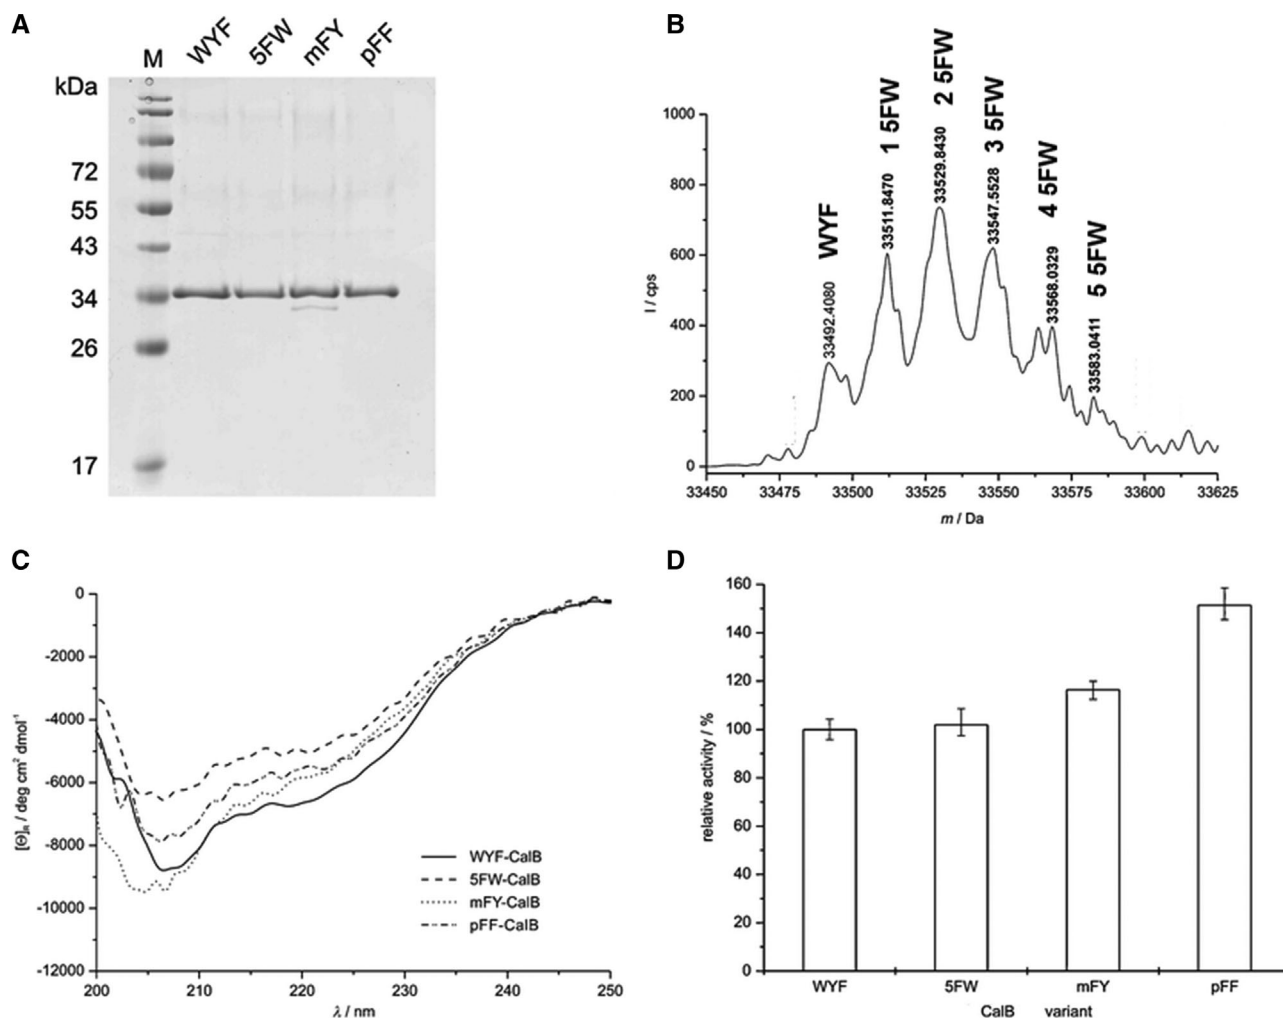 A
M
WYF
5FW
mFY
pFF
kDa
72
55
43
34
26
17
B
WYF
1 5FW
2 5FW
3 5FW
4 5FW
5 5FW
33492.4080
33511.8470
33529.8430
33547.5528
33568.0329
33583.0411
I / cps
1000
800
600
400
200
0
33450 33475 33500 33525 33550 33575 33600 33625
m / Da
C
[Θ]R / deg cm² dmol⁻¹
0
-2000
-4000
-6000
-8000
-10000
-12000
WYF-CalB
5FW-CalB
mFY-CalB
pFF-CalB
200 210 220 230 240 250
λ / nm
D
relative activity / %
160
140
120
100
80
60
40
20
0
WYF 5FW mFY pFF
CalB variant